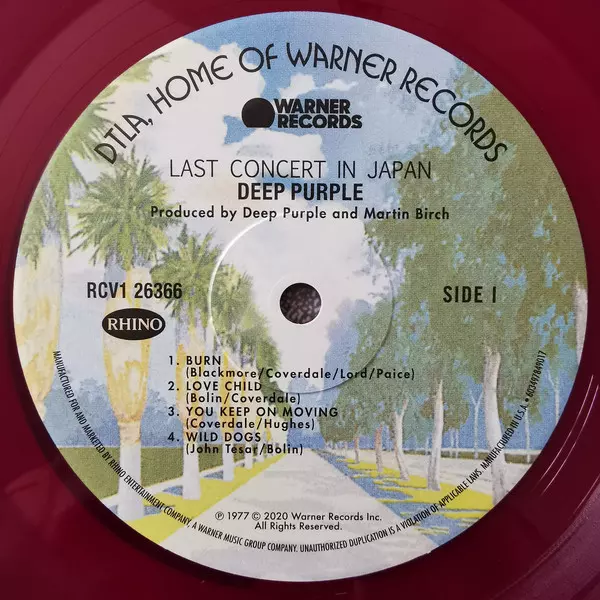 DTLA, HOME OF WARNER RECORDS
WARNER
RECORDS
LAST CONCERT IN JAPAN
DEEP PURPLE
Produced by Deep Purple and Martin Birch
RCV1 26366
SIDE I
RHINO
1. BURN
(Blackmore/Coverdale/Lord/Paice)
2. LOVE CHILD
(Bolin/Coverdale)
3. YOU KEEP ON MOVING
(Coverdale/Hughes)
4. WILD DOGS
(John Tesar/Bolin)
℗ 1977 © 2020 Warner Records Inc.
All Rights Reserved.
MANUFACTURED FOR AND MARKETED BY RHINO ENTERTAINMENT COMPANY. A WARNER MUSIC GROUP COMPANY. UNAUTHORIZED DUPLICATION IS A VIOLATION OF APPLICABLE LAWS. MANUFACTURED IN U.S.A. • 603497849017